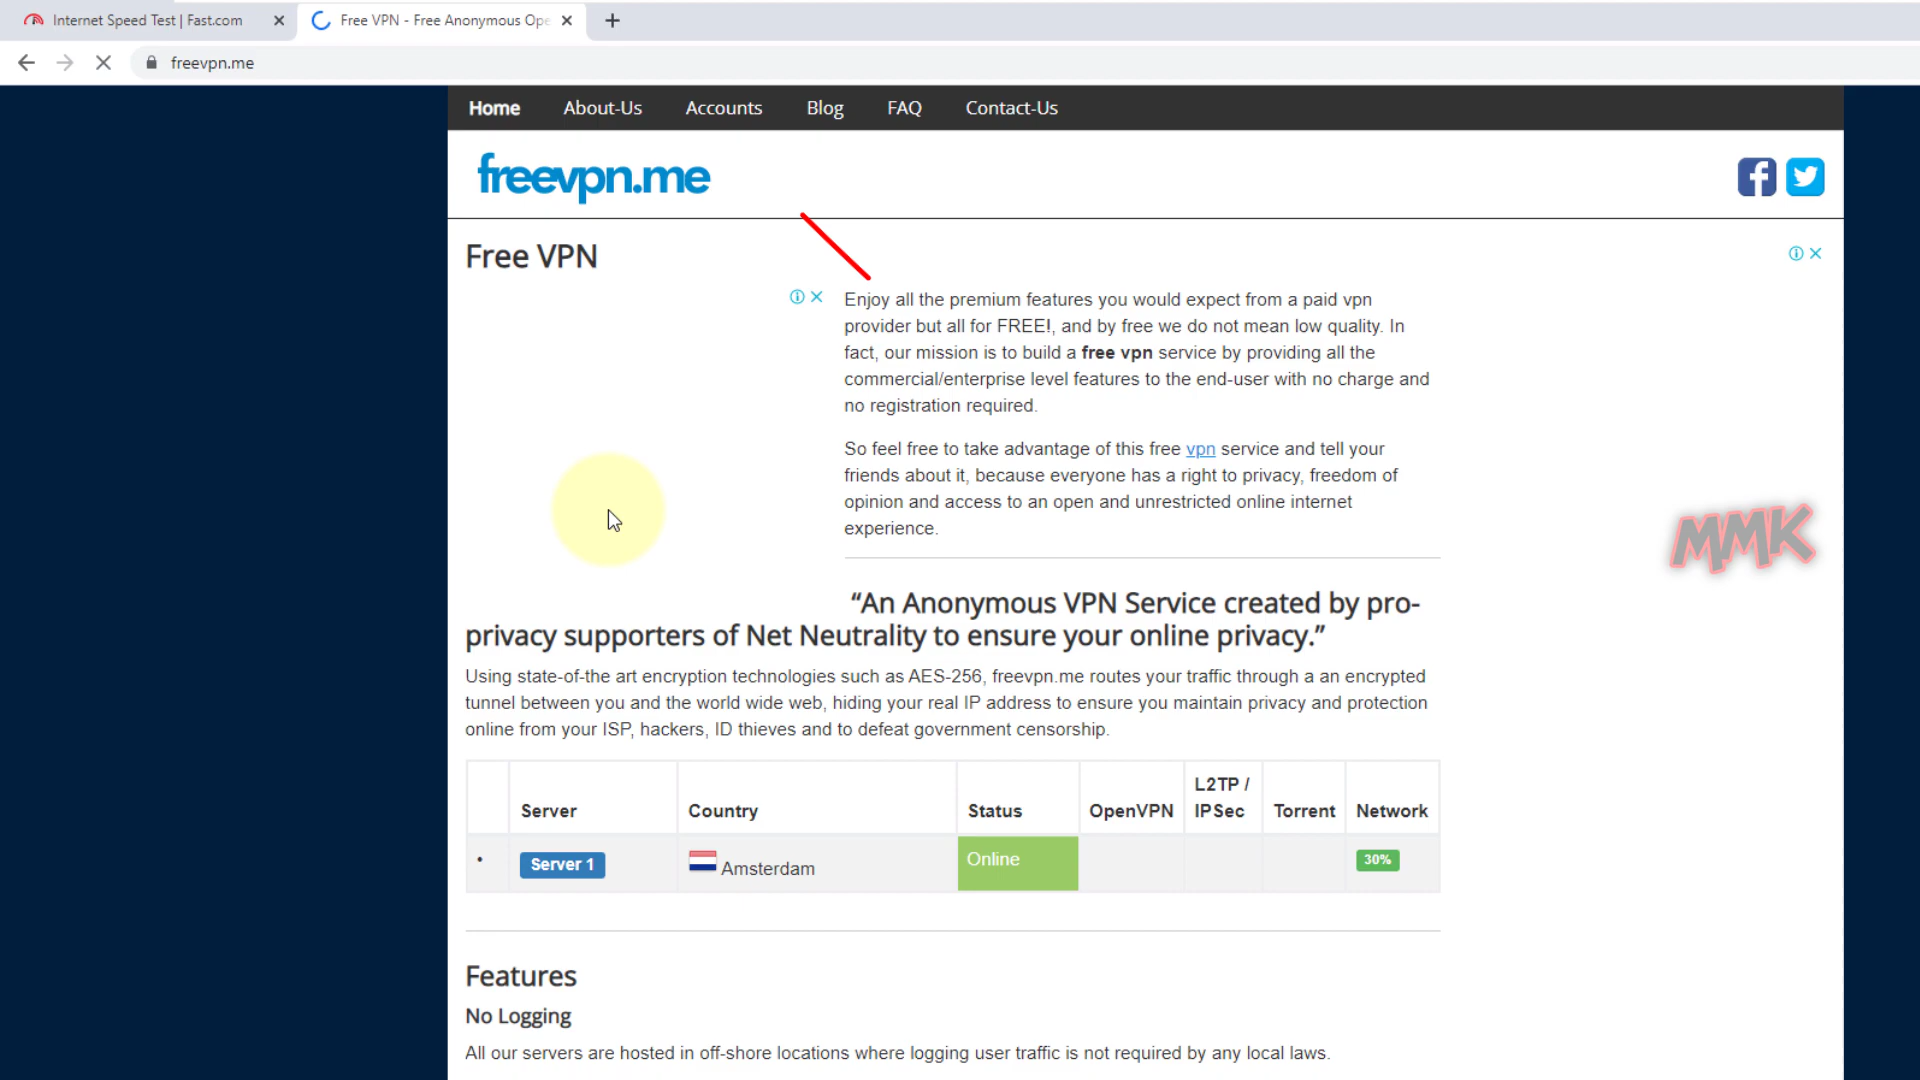 Internet Speed Test | Fast.com
Free VPN - Free Anonymous Ope
freevpn.me
Home About-Us Accounts Blog FAQ Contact-Us
freevpn.me
Free VPN
Enjoy all the premium features you would expect from a paid vpn
provider but all for FREE!, and by free we do not mean low quality. In
fact, our mission is to build a free vpn service by providing all the
commercial/enterprise level features to the end-user with no charge and
no registration required.
So feel free to take advantage of this free vpn service and tell your
friends about it, because everyone has a right to privacy, freedom of
opinion and access to an open and unrestricted online internet
experience.
MMK
“An Anonymous VPN Service created by pro-
privacy supporters of Net Neutrality to ensure your online privacy.”
Using state-of-the art encryption technologies such as AES-256, freevpn.me routes your traffic through a an encrypted
tunnel between you and the world wide web, hiding your real IP address to ensure you maintain privacy and protection
online from your ISP, hackers, ID thieves and to defeat government censorship.
Server Country Status OpenVPN L2TP / IPSec Torrent Network
Server 1 Amsterdam Online 30%
Features
No Logging
All our servers are hosted in off-shore locations where logging user traffic is not required by any local laws.